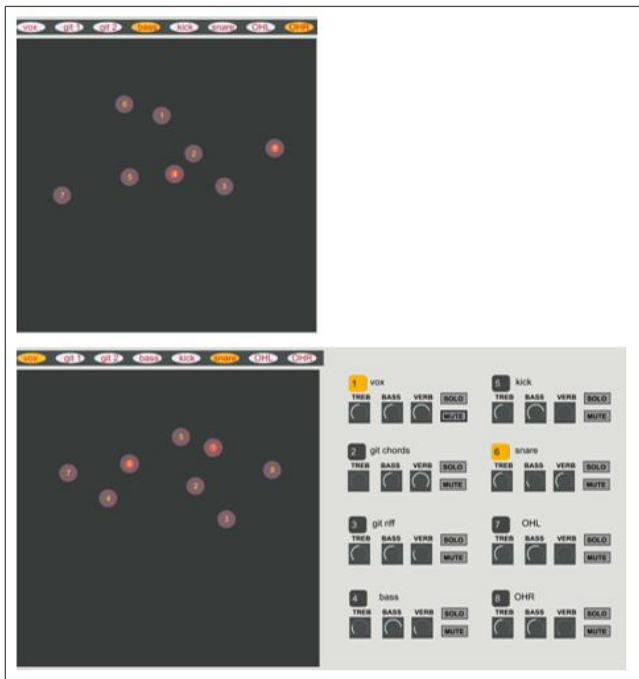 vox git 1 git 2 bass kick snare OHL OHR
6
1
2
8
5 4
3
7
vox git 1 git 2 bass kick snare OHL OHR
5
1
6
7 8
2
4
3
1 vox
TREB BASS VERB SOLO
MUTE
2 git chords
TREB BASS VERB SOLO
MUTE
3 git riff
TREB BASS VERB SOLO
MUTE
4 bass
TREB BASS VERB SOLO
MUTE
5 kick
TREB BASS VERB SOLO
MUTE
6 snare
TREB BASS VERB SOLO
MUTE
7 OHL
TREB BASS VERB SOLO
MUTE
8 OHR
TREB BASS VERB SOLO
MUTE